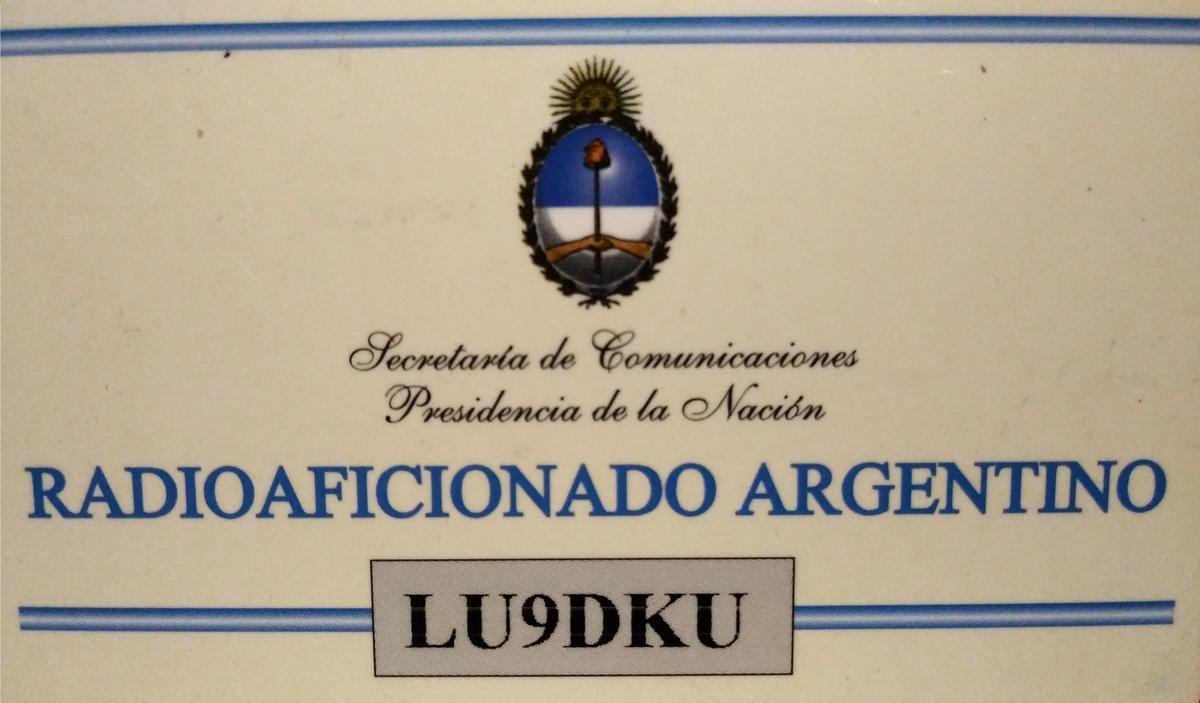 Secretaría de Comunicaciones
Presidencia de la Nación
RADIOAFICIONADO ARGENTINO
LU9DKU